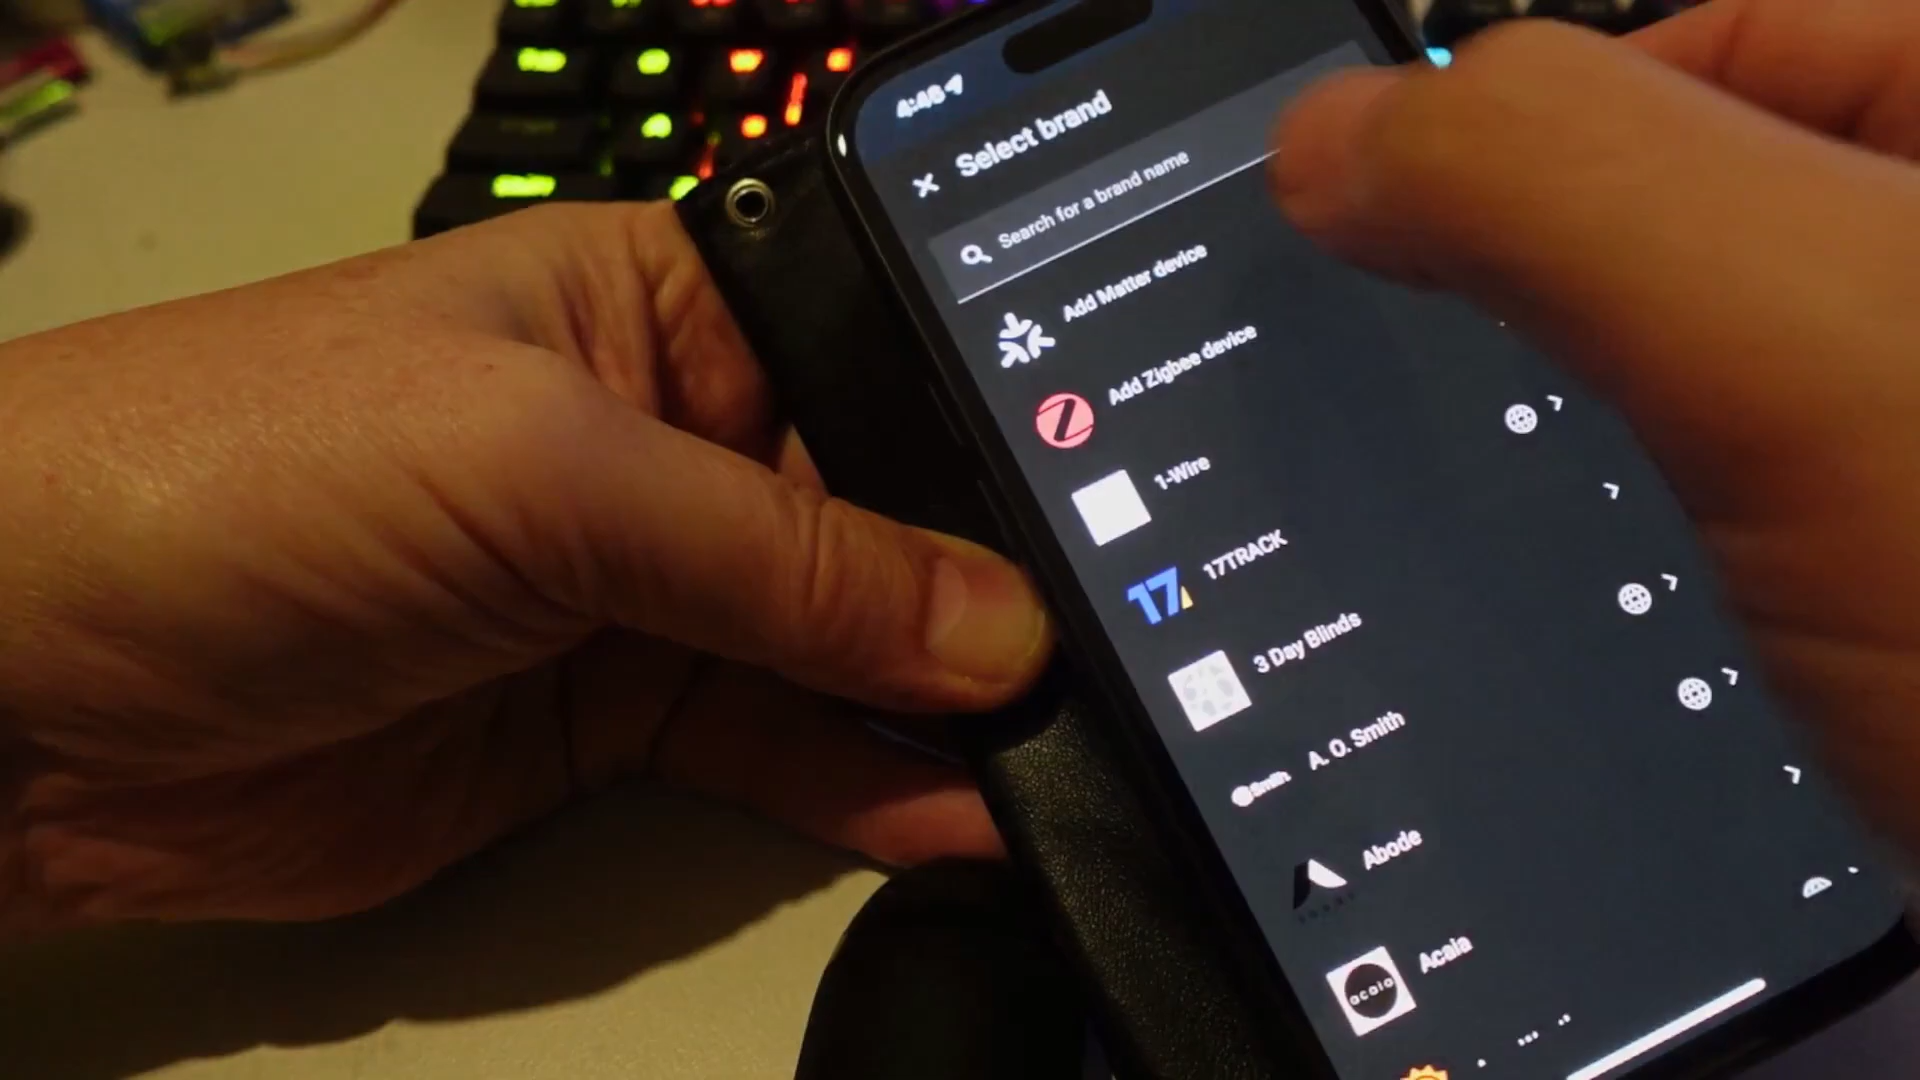 4:46
Select brand
Search for a brand name
Add Matter device
Add Zigbee device
1-Wire
17TRACK
17
3 Day Blinds
A. O. Smith
Smith
Abode
Acaia
acaia